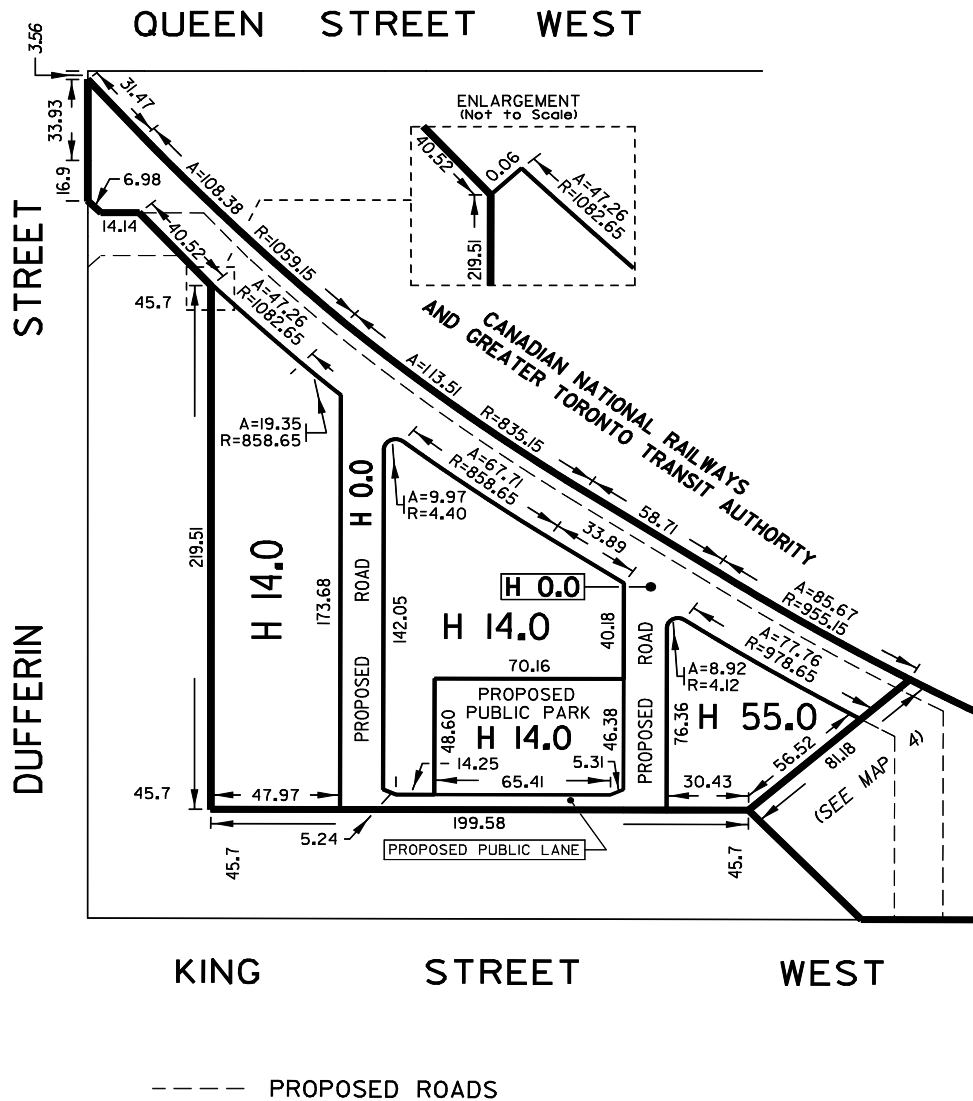 QUEEN STREET WEST
3.56
33.93
16.9
31.47
6.98
14.14
A=108.38
R=1059.15
40.52
A=47.26
R=1082.65
ENLARGEMENT
(Not to Scale)
40.52
0.06
A=47.26
R=1082.65
219.51
CANADIAN NATIONAL RAILWAYS
AND GREATER TORONTO TRANSIT AUTHORITY
DUFFERIN STREET
45.7
A=19.35
R=858.65
A=113.51
R=835.15
A=67.71
R=858.65
33.89
A=9.97
R=4.40
58.71
A=85.67
R=955.15
A=77.76
R=978.65
219.51
H 14.0
173.68
H 0.0
PROPOSED ROAD
142.05
H 14.0
H 0.0
40.18
PROPOSED ROAD
A=8.92
R=4.12
70.16
PROPOSED
PUBLIC PARK
H 14.0
48.60
46.38
76.36
H 55.0
14.25
65.41
5.31
30.43
56.52
81.18
(SEE MAP 4)
45.7
47.97
5.24
199.58
PROPOSED PUBLIC LANE
45.7
45.7
KING STREET WEST
PROPOSED ROADS